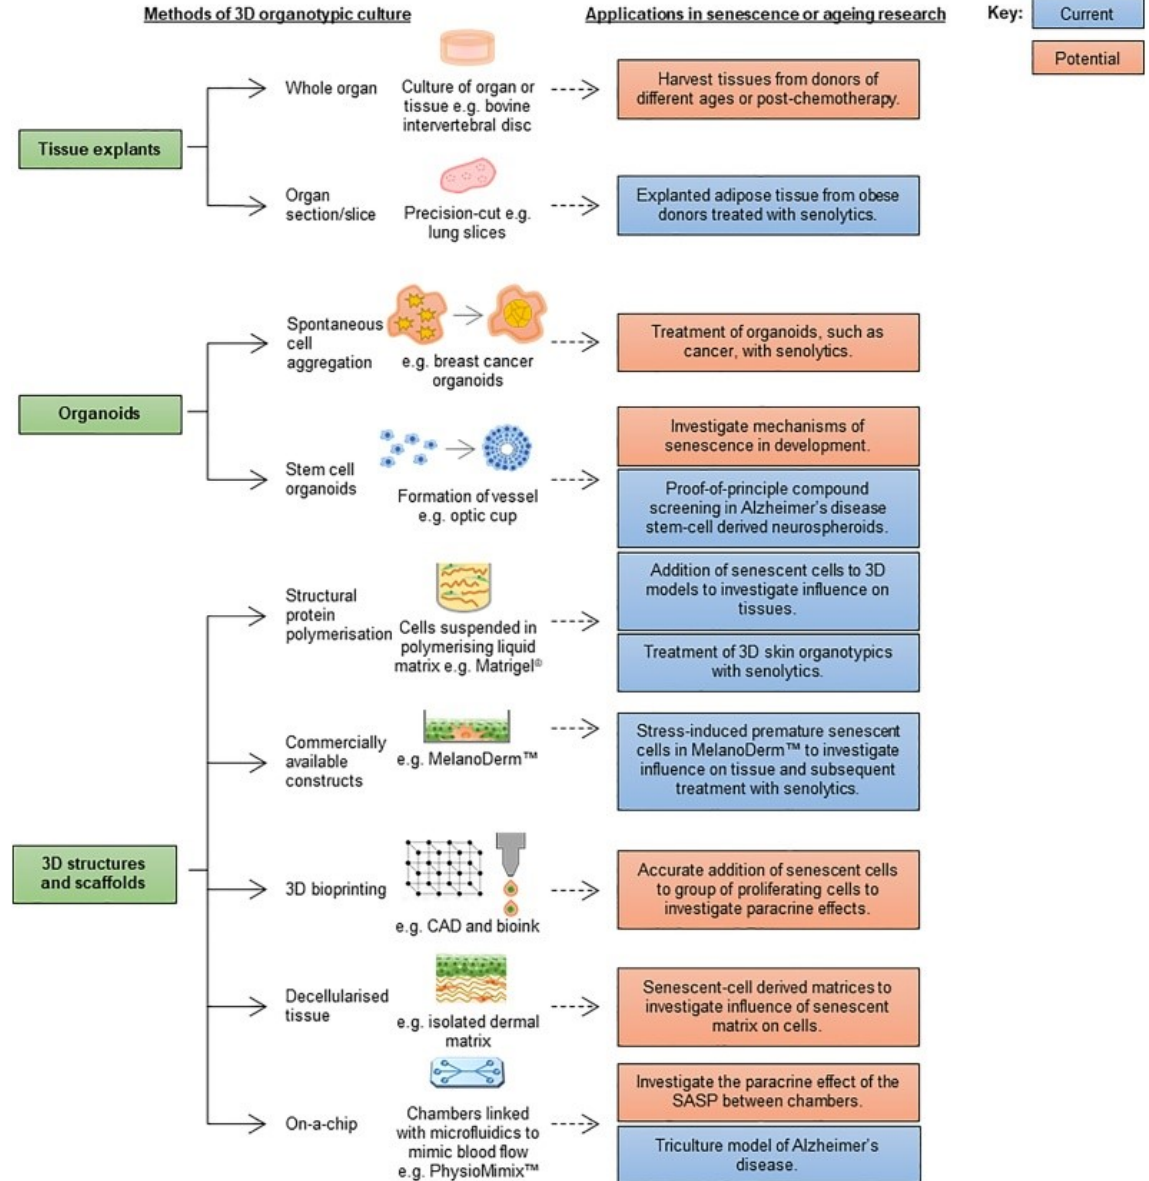 Methods of 3D organotypic culture
Applications in senescence or ageing research
Key:
Current
Potential
Tissue explants
Whole organ
Culture of organ or
tissue e.g. bovine
intervertebral disc
Harvest tissues from donors of
different ages or post-chemotherapy.
Organ
section/slice
Precision-cut e.g.
lung slices
Explanted adipose tissue from obese
donors treated with senolytics.
Organoids
Spontaneous
cell
aggregation
e.g. breast cancer
organoids
Treatment of organoids, such as
cancer, with senolytics.
Stem cell
organoids
Formation of vessel
e.g. optic cup
Investigate mechanisms of
senescence in development.
Proof-of-principle compound
screening in Alzheimer's disease
stem-cell derived neurospheroids.
3D structures
and scaffolds
Structural
protein
polymerisation
Cells suspended in
polymerising liquid
matrix e.g. Matrigel®
Addition of senescent cells to 3D
models to investigate influence on
tissues.
Treatment of 3D skin organotypics
with senolytics.
Commercially
available
constructs
e.g. MelanoDerm™
Stress-induced premature senescent
cells in MelanoDerm™ to investigate
influence on tissue and subsequent
treatment with senolytics.
3D bioprinting
e.g. CAD and bioink
Accurate addition of senescent cells
to group of proliferating cells to
investigate paracrine effects.
Decellularised
tissue
e.g. isolated dermal
matrix
Senescent-cell derived matrices to
investigate influence of senescent
matrix on cells.
On-a-chip
Chambers linked
with microfluidics to
mimic blood flow
e.g. PhysioMimix™
Investigate the paracrine effect of the
SASP between chambers.
Triculture model of Alzheimer's
disease.